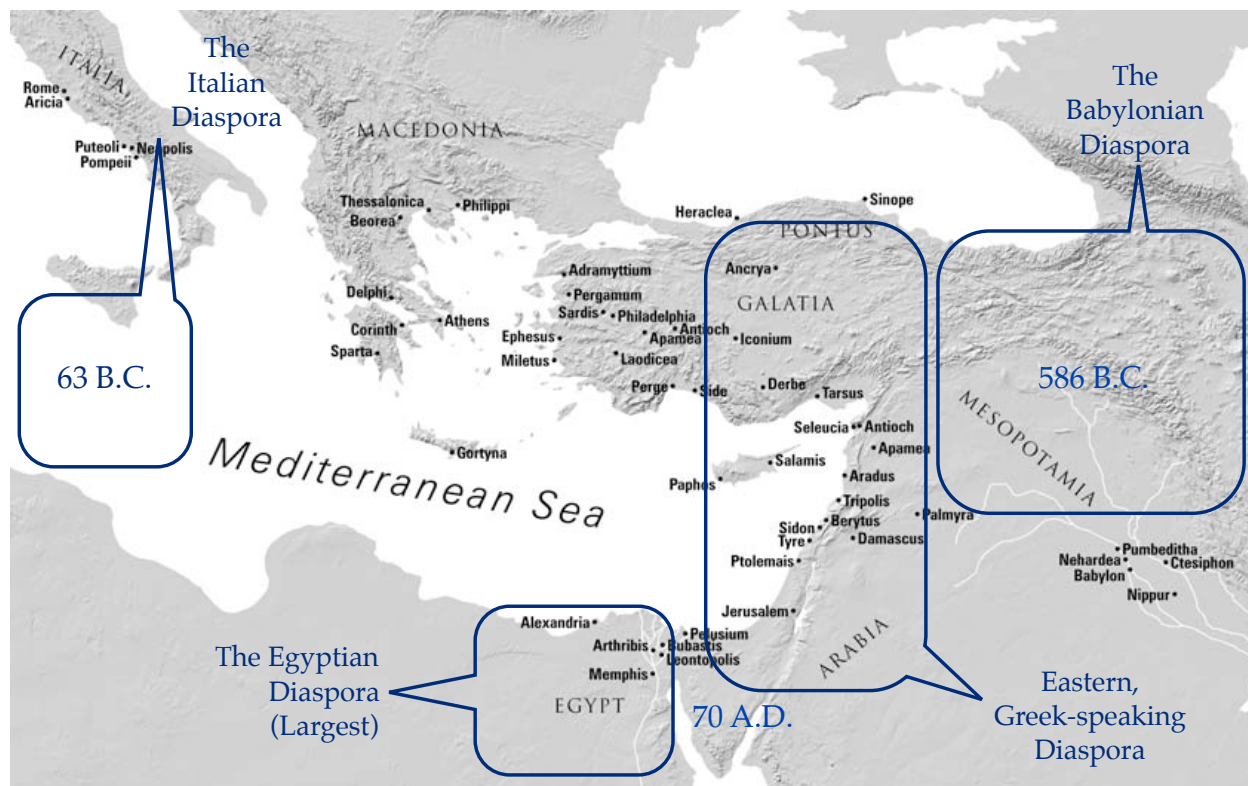 The
Italian
Diaspora
ITALIA
Rome
Aricia
Puteoli
Neopolis
Pompeii
MACEDONIA
Thessalonica
Beorea
Philippi
Heraclea
Sinope
PONTUS
The
Babylonian
Diaspora
Adramyttium
Ancrya
Pergamum
GALATIA
Delphi
Sardis
Philadelphia
Athens
Corinth
Antioch
Ephesus
Apamea
Iconium
Sparta
Miletus
Laodicea
63 B.C.
586 B.C.
Perge
Side
Derbe
Tarsus
MESOPOTAMIA
Seleucia
Antioch
Gortyna
Apamea
Salamis
Mediterranean Sea
Paphos
Aradus
Tripolis
Palmyra
Sidon
Berytus
Tyre
Damascus
Ptolemais
Pumbeditha
Nehardea
Ctesiphon
Babylon
Nippur
Jerusalem
Alexandria
Pelusium
Arthribis
Bubastis
Leontopolis
Memphis
ARABIA
The Egyptian
Diaspora
(Largest)
EGYPT
70 A.D.
Eastern,
Greek-speaking
Diaspora